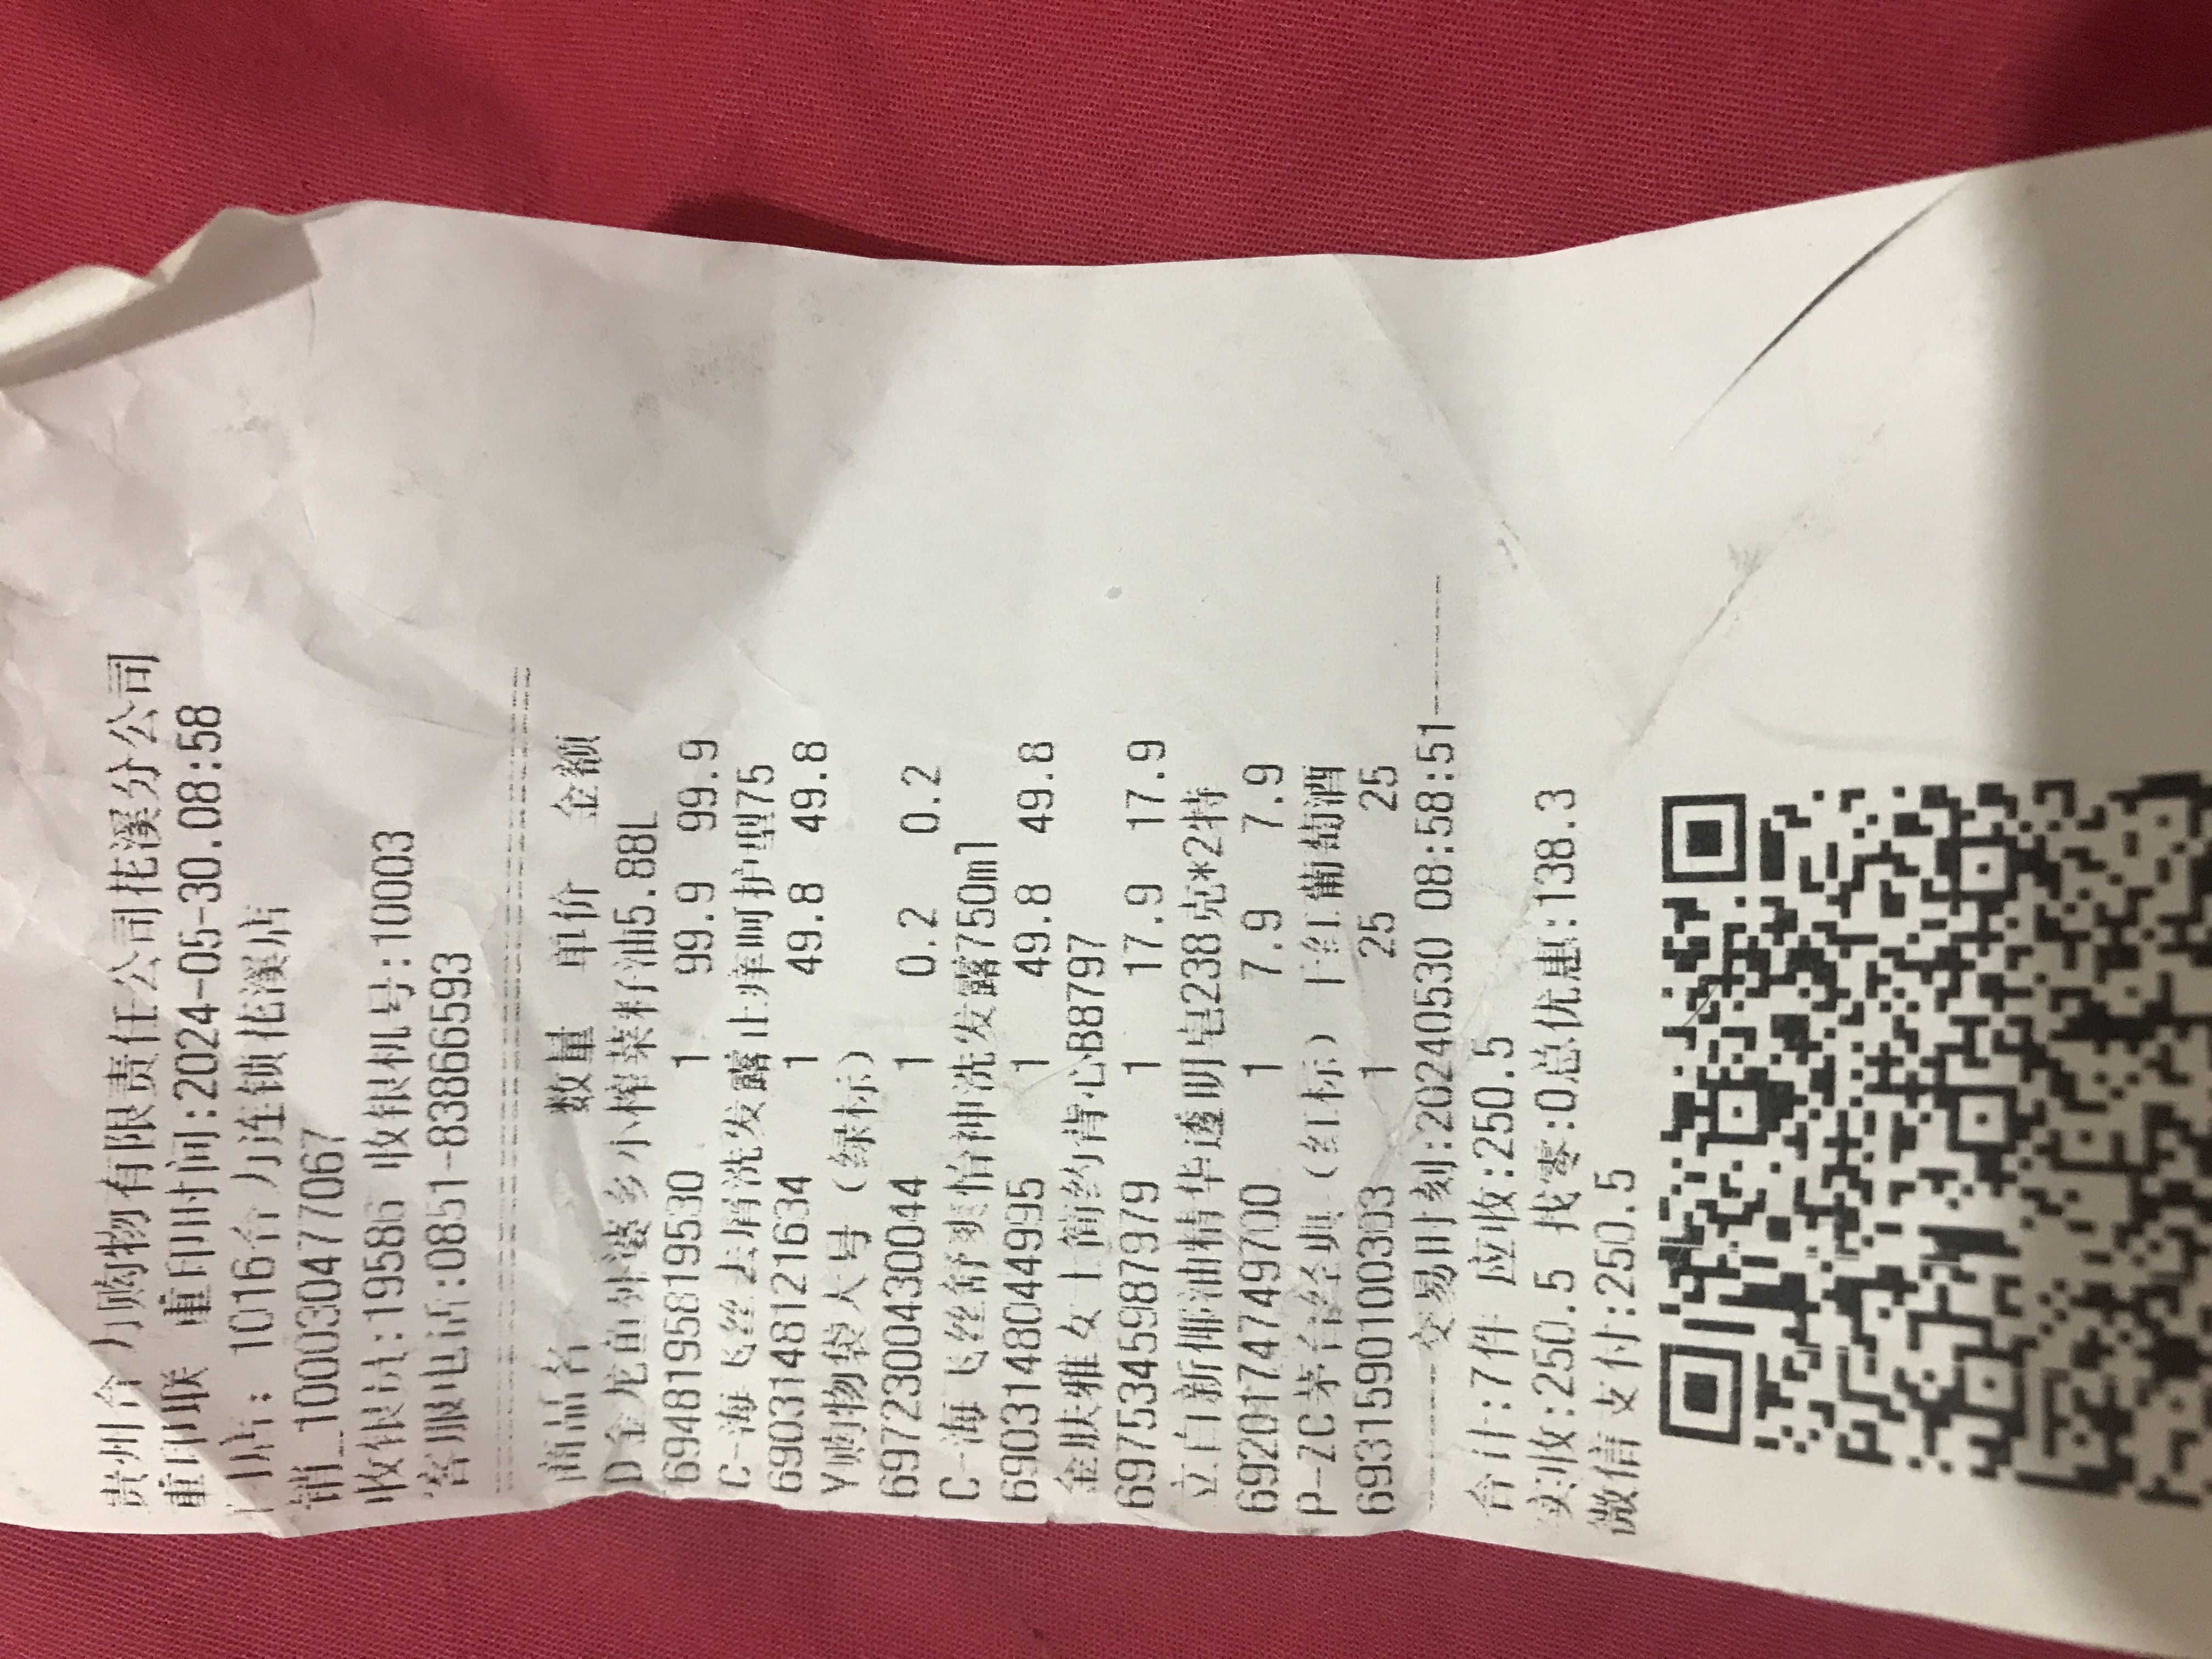 贵州合力购物有限责任公司花溪分公司
重印联 重印时间:2024-05-30.08:58
门店: 1016合力连锁花溪店
销_100030477067
收银员:19586 收银机号:10003
客服电话:0851-83866593
商品名 数量 单价 金额
D金龙鱼外婆乡小榨菜籽油5.88L
6948195819530 1 99.9 99.9
C-海飞丝去屑洗发露止痒呵护型75
6903148121634 1 49.8 49.8
Y购物袋大号(绿标)
6972300430044 1 0.2 0.2
C-海飞丝舒爽怡神洗发露750ml
6903148044995 1 49.8 49.8
金肤雅女士简约背心B8797
6975345987979 1 17.9 17.9
立白新椰油精华透明皂238克*2特
6920174749700 1 7.9 7.9
P-ZC茅台经典(红标)干红葡萄酒
6931590100303 1 25 25
-----交易时刻:20240530 08:58:51-----
合计:7件 应收:250.5
实收:250.5 找零:0总优惠:138.3
微信支付:250.5